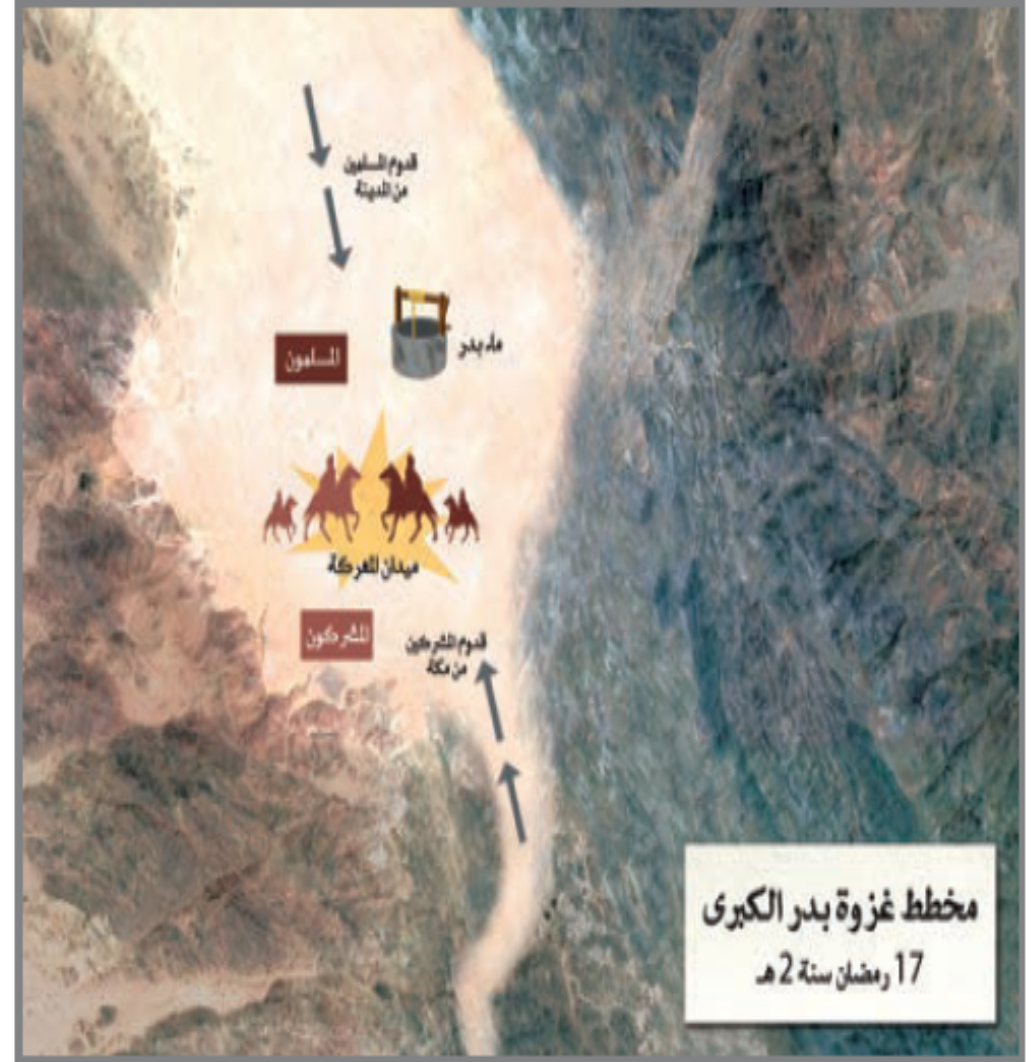 قدوم المسلمين
من المدينة
ماء بدر
المسلمون
ميدان المعركة
المشركون
قدوم المشركين
من مكة
مخطط غزوة بدر الكبرى
17 رمضان سنة 2 هـ